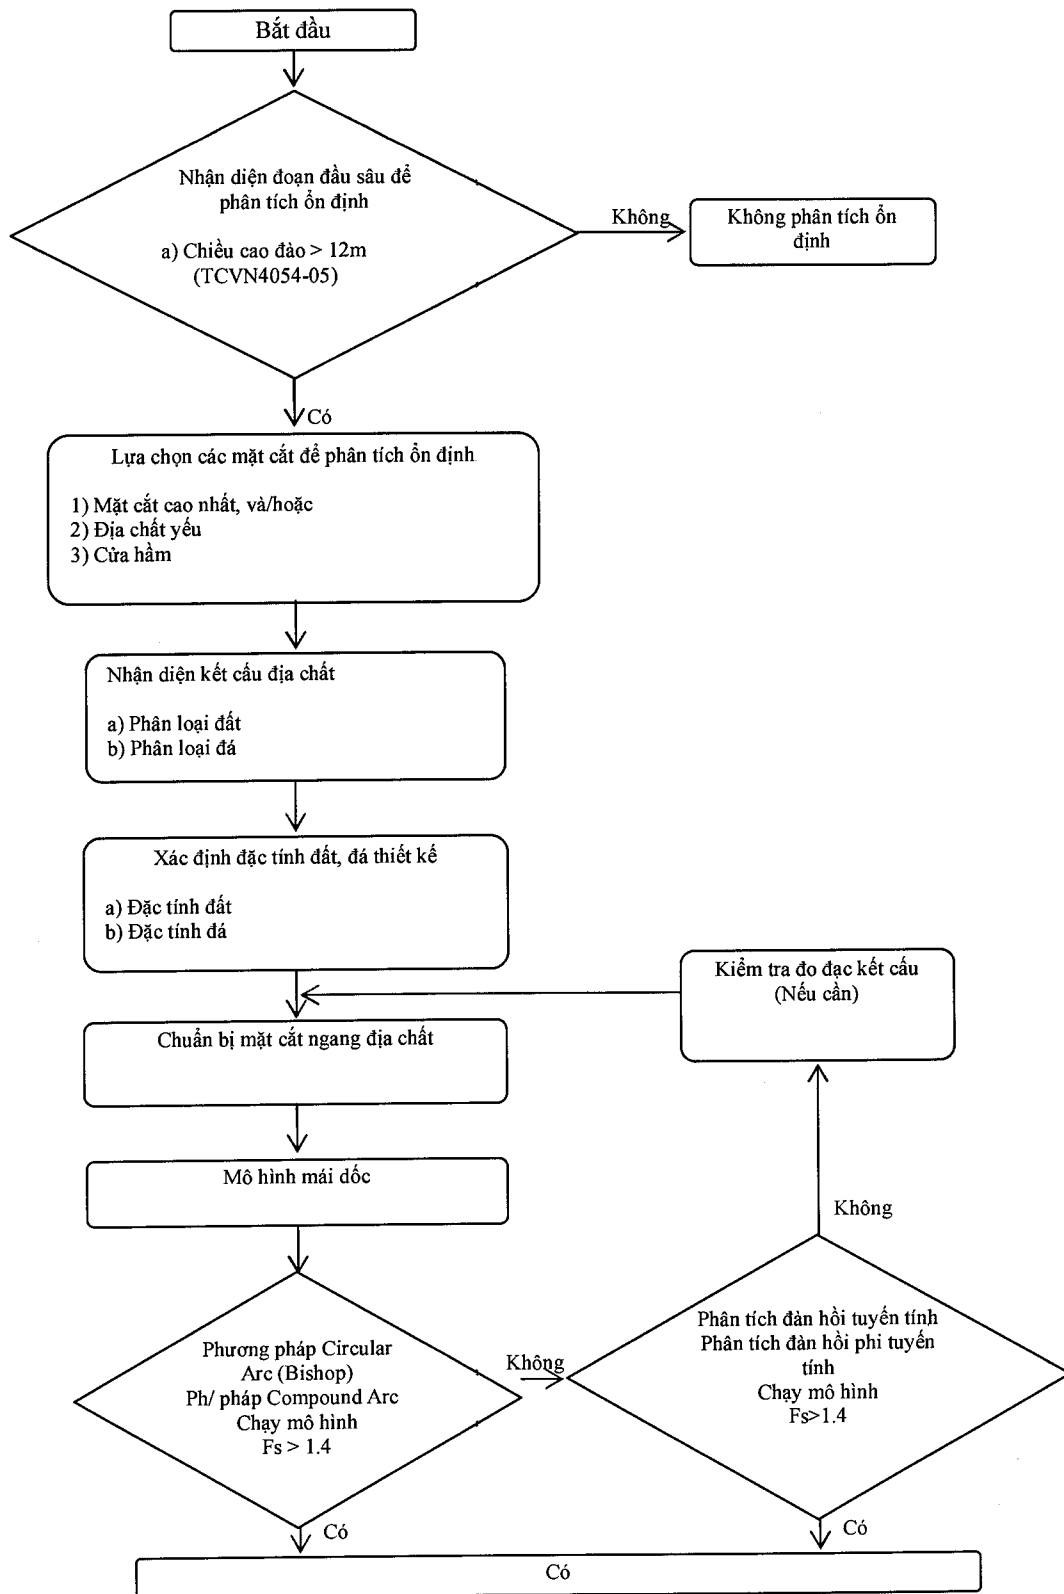 Bắt đầu
Nhận diện đoạn đầu sâu để
phân tích ổn định
a) Chiều cao đào > 12m
(TCVN4054-05)
Không
Không phân tích ổn
định
Có
Lựa chọn các mặt cắt để phân tích ổn định
1) Mặt cắt cao nhất, và/hoặc
2) Địa chất yếu
3) Cửa hầm
Nhận diện kết cấu địa chất
a) Phân loại đất
b) Phân loại đá
Xác định đặc tính đất, đá thiết kế
a) Đặc tính đất
b) Đặc tính đá
Kiểm tra đo đạc kết cấu
(Nếu cần)
Chuẩn bị mặt cắt ngang địa chất
Mô hình mái dốc
Không
Phương pháp Circular
Arc (Bishop)
Ph/ pháp Compound Arc
Chạy mô hình
Fs > 1.4
Không
Phân tích đàn hồi tuyến tính
Phân tích đàn hồi phi tuyến
tính
Chạy mô hình
Fs>1.4
Có
Có
Có